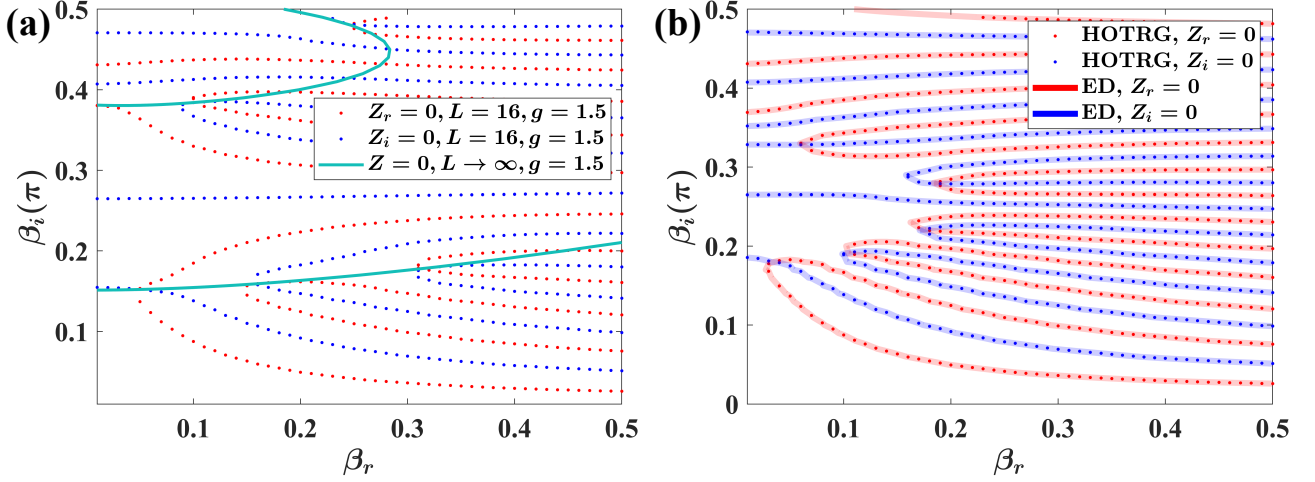 (a)
0.5
0.4
0.3
0.2
0.1
β_i(π)
Z_r = 0, L = 16, g = 1.5
Z_i = 0, L = 16, g = 1.5
Z = 0, L → ∞, g = 1.5
0.1 0.2 0.3 0.4 0.5
β_r
(b)
0.5
0.4
0.3
0.2
0.1
0
β_i(π)
HOTRG, Z_r = 0
HOTRG, Z_i = 0
ED, Z_r = 0
ED, Z_i = 0
0.1 0.2 0.3 0.4 0.5
β_r